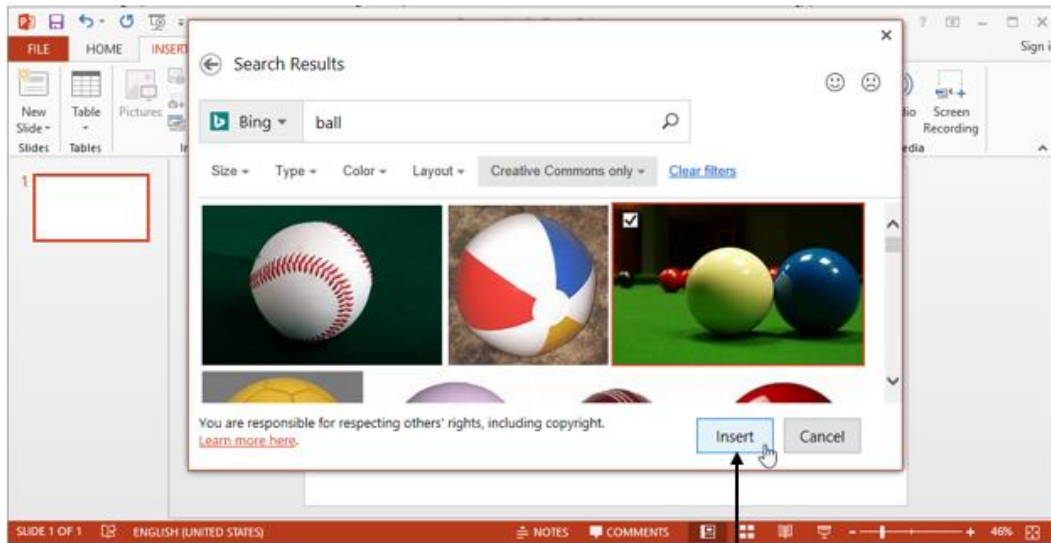 FILE HOME INSERT
Sign i
New Slide
Table
Pictures
Screen Recording
Slides Tables
Search Results
Bing ball
Size Type Color Layout Creative Commons only Clear filters
1
You are responsible for respecting others' rights, including copyright.
Learn more here.
Insert Cancel
SLIDE 1 OF 1 ENGLISH (UNITED STATES) NOTES COMMENTS 46%